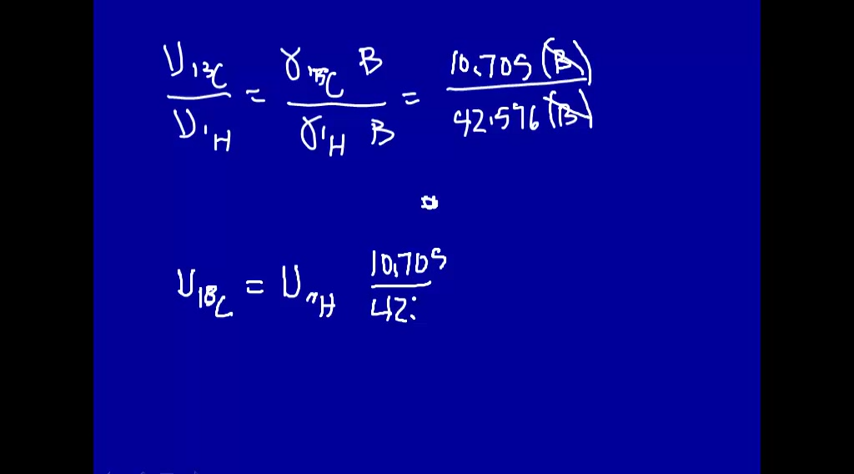 ν¹³C / ν¹H = γ¹³C B / γ¹H B = 10.705 (B) / 42.576 (B)
ν¹³C = ν¹H 10.705 / 42.